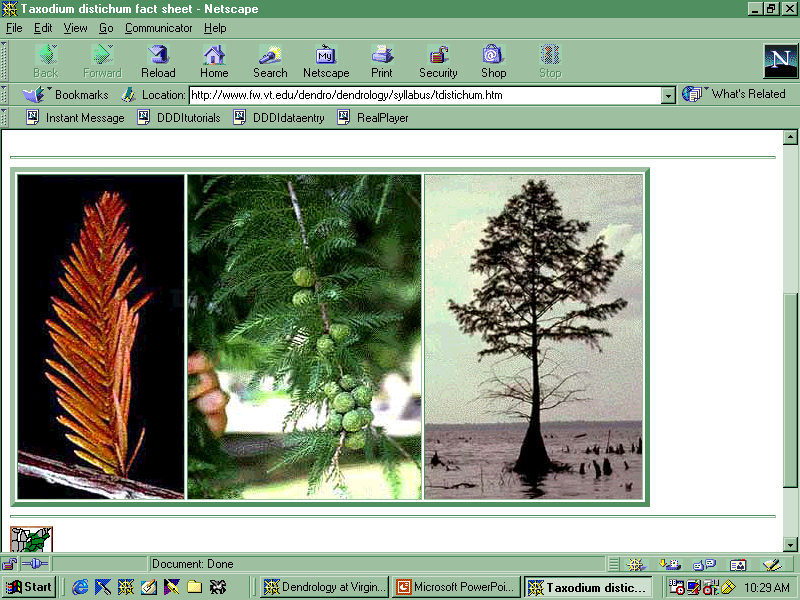 Taxodium distichum fact sheet - Netscape
File Edit View Go Communicator Help
My
N
Back Forward Reload Home Search Netscape Print Security Shop Stop
Bookmarks Location: http://www.fw.vt.edu/dendro/dendrology/syllabus/tdistichum.htm What's Related
Instant Message DDDItutorials DDDIdataentry RealPlayer
Document: Done
Start Dendrology at Virgin... Microsoft PowerPoi... Taxodium distic... 10:29 AM